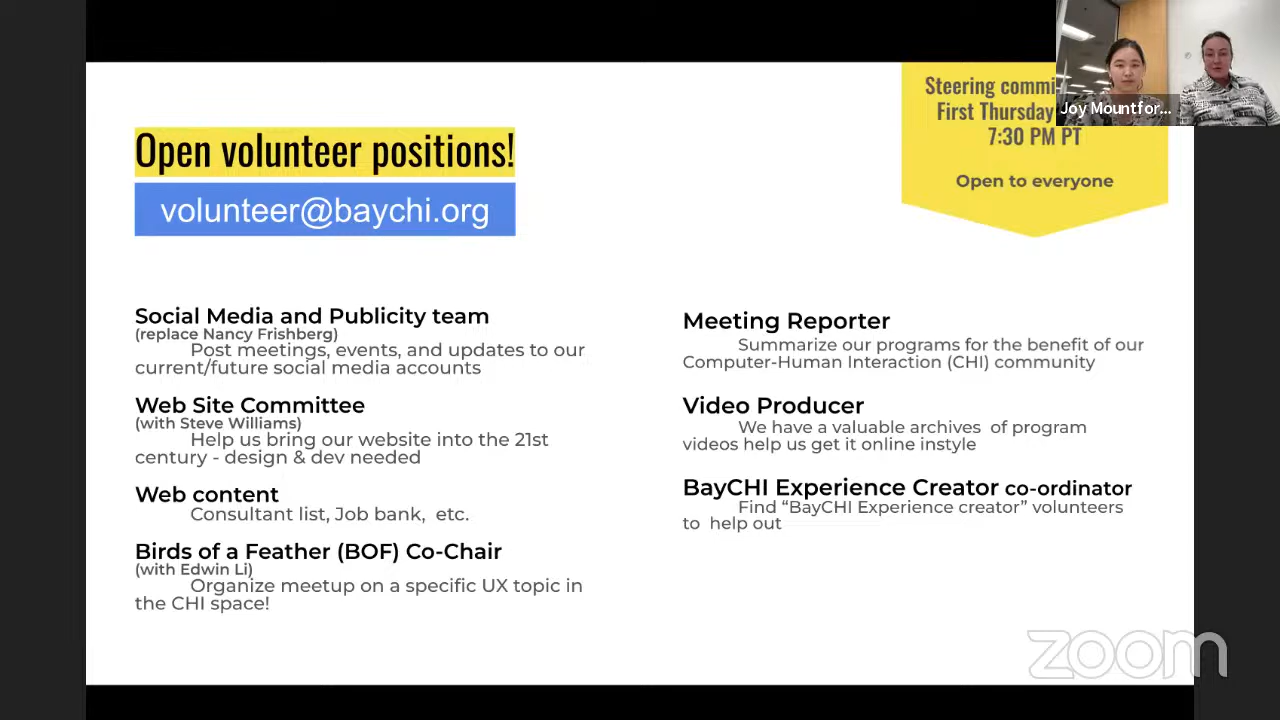 Open volunteer positions!
volunteer@baychi.org
Steering commi
First Thursday
7:30 PM PT
Open to everyone
Joy Mountfor...
Social Media and Publicity team
(replace Nancy Frishberg)
Post meetings, events, and updates to our
current/future social media accounts
Web Site Committee
(with Steve Williams)
Help us bring our website into the 21st
century - design & dev needed
Web content
Consultant list, Job bank, etc.
Birds of a Feather (BOF) Co-Chair
(with Edwin Li)
Organize meetup on a specific UX topic in
the CHI space!
Meeting Reporter
Summarize our programs for the benefit of our
Computer-Human Interaction (CHI) community
Video Producer
We have a valuable archives of program
videos help us get it online instyle
BayCHI Experience Creator co-ordinator
Find “BayCHI Experience creator” volunteers
to help out
zoom